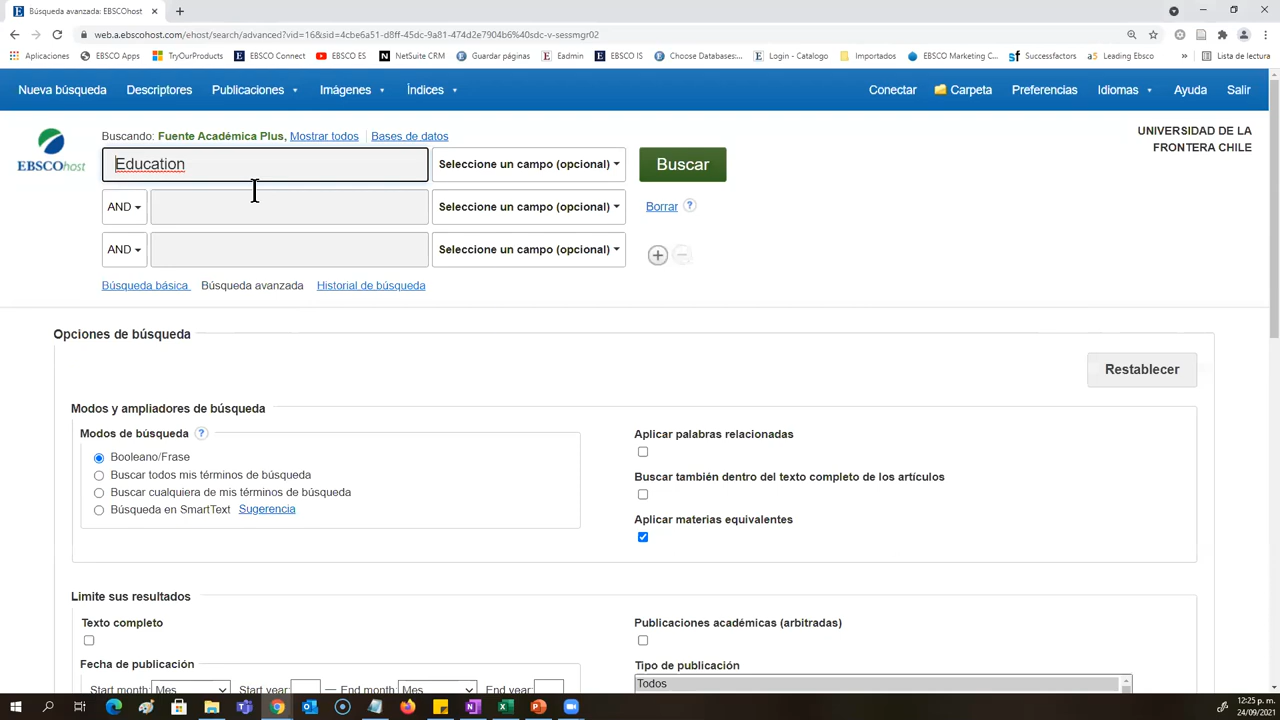 Búsqueda avanzada: EBSCOhost
web.a.ebscohost.com/ehost/search/advanced?vid=16&sid=4cbe6a51-d8ff-45dc-9a81-474d2e7904b6%40sdc-v-sessmgr02
Aplicaciones EBSCO Apps TryOurProducts EBSCO Connect EBSCO ES NetSuite CRM Guardar páginas Eadmin EBSCO IS Choose Databases:... Login - Catalogo Importados EBSCO Marketing C... Successfactors Leading Ebsco » Lista de lectura
Nueva búsqueda Descriptores Publicaciones Imágenes Índices Conectar Carpeta Preferencias Idiomas Ayuda Salir
Buscando: Fuente Académica Plus, Mostrar todos Bases de datos
UNIVERSIDAD DE LA
FRONTERA CHILE
EBSCOhost
Education Seleccione un campo (opcional) Buscar
AND Seleccione un campo (opcional) Borrar ?
AND Seleccione un campo (opcional)
Búsqueda básica Búsqueda avanzada Historial de búsqueda
Opciones de búsqueda
Restablecer
Modos y ampliadores de búsqueda
Modos de búsqueda ?
Booleano/Frase
Buscar todos mis términos de búsqueda
Buscar cualquiera de mis términos de búsqueda
Búsqueda en SmartText Sugerencia
Aplicar palabras relacionadas
Buscar también dentro del texto completo de los artículos
Aplicar materias equivalentes
Limite sus resultados
Texto completo
Fecha de publicación
Start month: Mes Start year: — End month: Mes End year:
Publicaciones académicas (arbitradas)
Tipo de publicación
Todos
12:25 p. m.
24/09/2021